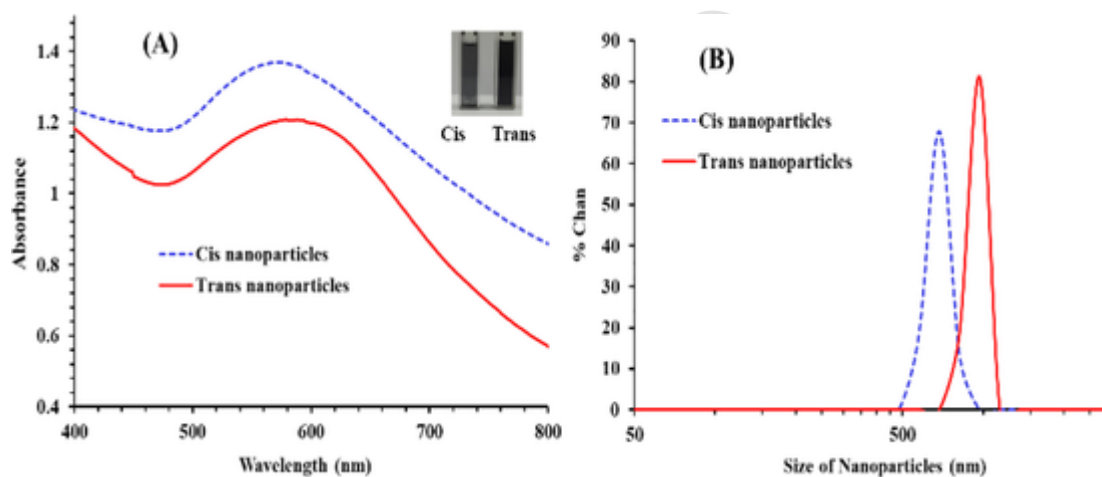 (A)
1.4
1.2
1
0.8
0.6
0.4
Absorbance
Cis Trans
Cis nanoparticles
Trans nanoparticles
400 500 600 700 800
Wavelength (nm)
(B)
90
80
70
60
50
40
30
20
10
0
% Chan
Cis nanoparticles
Trans nanoparticles
50 500
Size of Nanoparticles (nm)